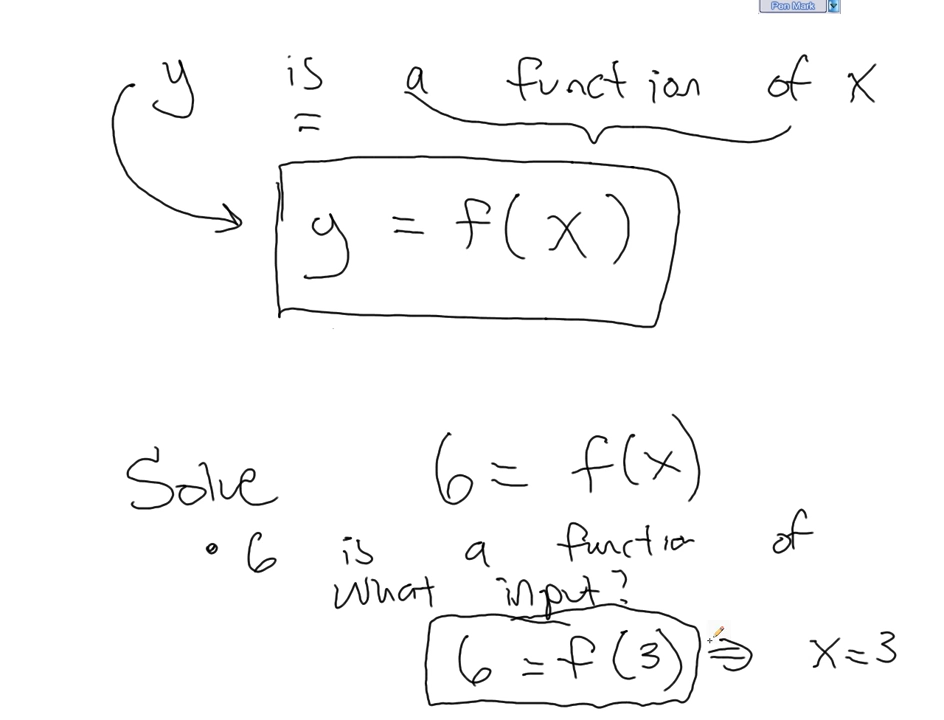 Pen Mark
y is a function of x
=
y = f(x)
Solve 6 = f(x)
• 6 is a function of
what input?
6 = f(3) ⇒ x = 3